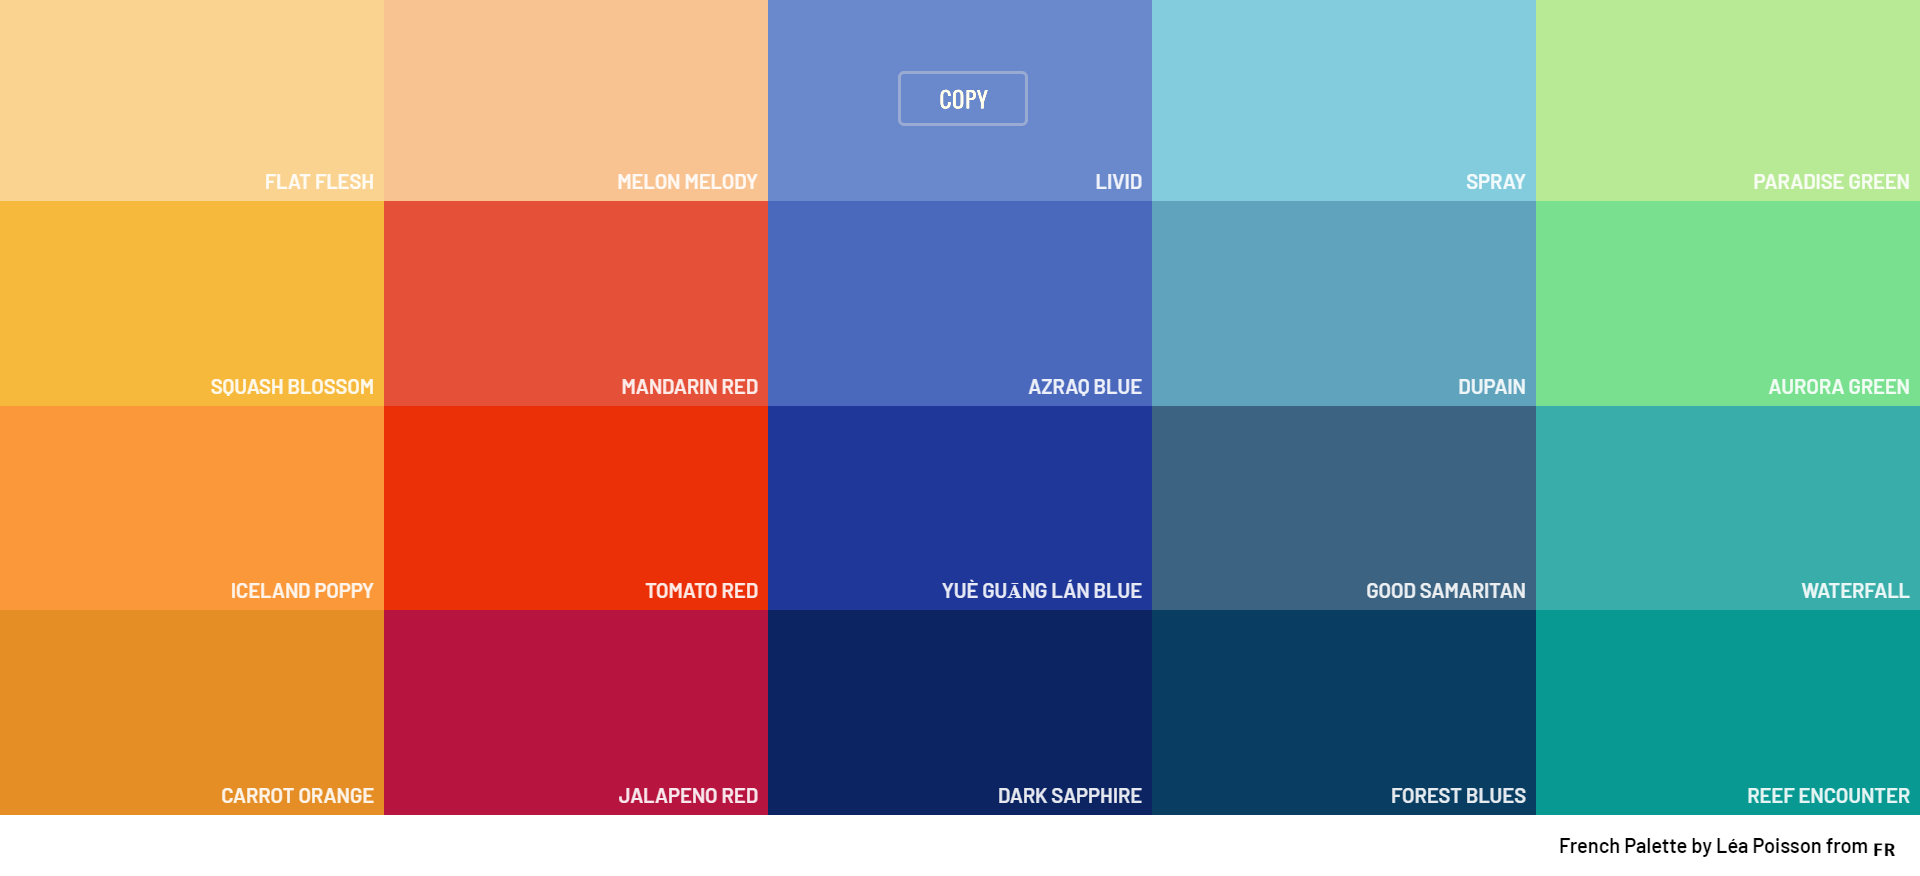 COPY
FLAT FLESH
MELON MELODY
LIVID
SPRAY
PARADISE GREEN
SQUASH BLOSSOM
MANDARIN RED
AZRAQ BLUE
DUPAIN
AURORA GREEN
ICELAND POPPY
TOMATO RED
YUÈ GUĀNG LÁN BLUE
GOOD SAMARITAN
WATERFALL
CARROT ORANGE
JALAPENO RED
DARK SAPPHIRE
FOREST BLUES
REEF ENCOUNTER
French Palette by Léa Poisson from FR